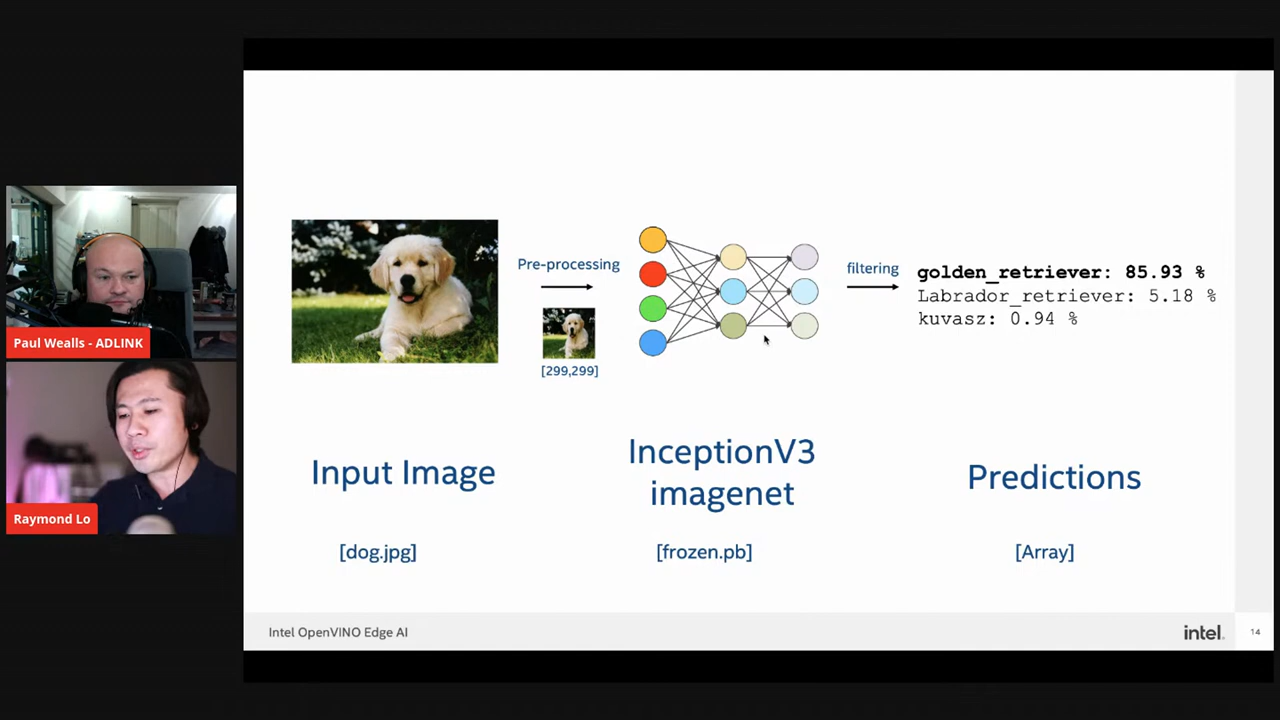 Paul Wealls - ADLINK
Raymond Lo
Pre-processing
[299,299]
filtering
golden_retriever: 85.93 %
Labrador_retriever: 5.18 %
kuvasz: 0.94 %
Input Image
InceptionV3
imagenet
Predictions
[dog.jpg]
[frozen.pb]
[Array]
Intel OpenVINO Edge AI
intel.
14